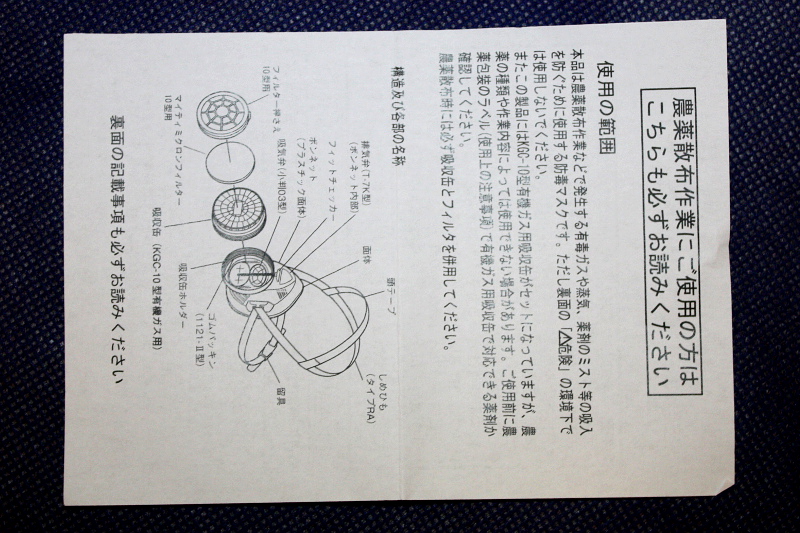 農薬散布作業にご使用の方は
こちらも必ずお読みください
使用の範囲
本品は農薬散布作業などで発生する有毒ガスや蒸気、薬剤のミスト等の吸入
を防ぐために使用する防毒マスクです。ただし裏面の「⚠危険」の環境下で
は使用しないでください。
またこの製品にはKGC-10型有機ガス用吸収缶がセットになっていますが、農
薬の種類や作業内容によっては使用できない場合があります。ご使用前に農
薬包装のラベル(使用上の注意事項)で有機ガス用吸収缶で対応できる薬剤か
確認してください。
農薬散布時には必ず吸収缶とフィルタを併用してください。
構造及び各部の名称
頭テープ
しめひも
(タイプRA)
面体
排気弁(T-7K型)
(ボンネット内部)
フィットチェッカー
ボンネット
(プラスチック面体)
吸気弁(小判03型)
フィルター押さえ
10型用
留具
ゴムパッキン
(1121-Ⅱ型)
吸収缶ホルダー
吸収缶(KGC-10型有機ガス用)
マイティミクロンフィルター
10型用
裏面の記載事項も必ずお読みください